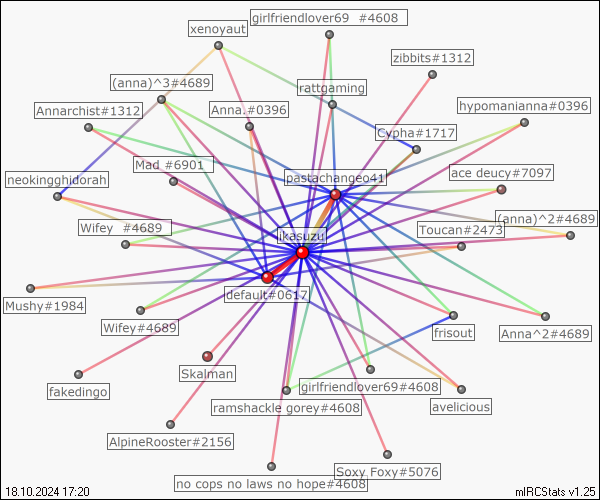 girlfriendlover69 #4608
xenoyaut
zibbits#1312
(anna)^3#4689
rattgaming
Annarchist#1312
Anna.#0396
hypomanianna#0396
Cypha#1717
Mad #6901
ace deucy#7097
neokingghidorah
pastachangeo41
(anna)^2#4689
Wifey #4689
ikasuzu
Toucan#2473
Mushy#1984
default#0617
Wifey#4689
frisout
Anna^2#4689
Skalman
fakedingo
girlfriendlover69#4608
ramshackle gorey#4608
avelicious
AlpineRooster#2156
Soxy Foxy#5076
no cops no laws no hope#4608
18.10.2024 17:20
mIRCStats v1.25